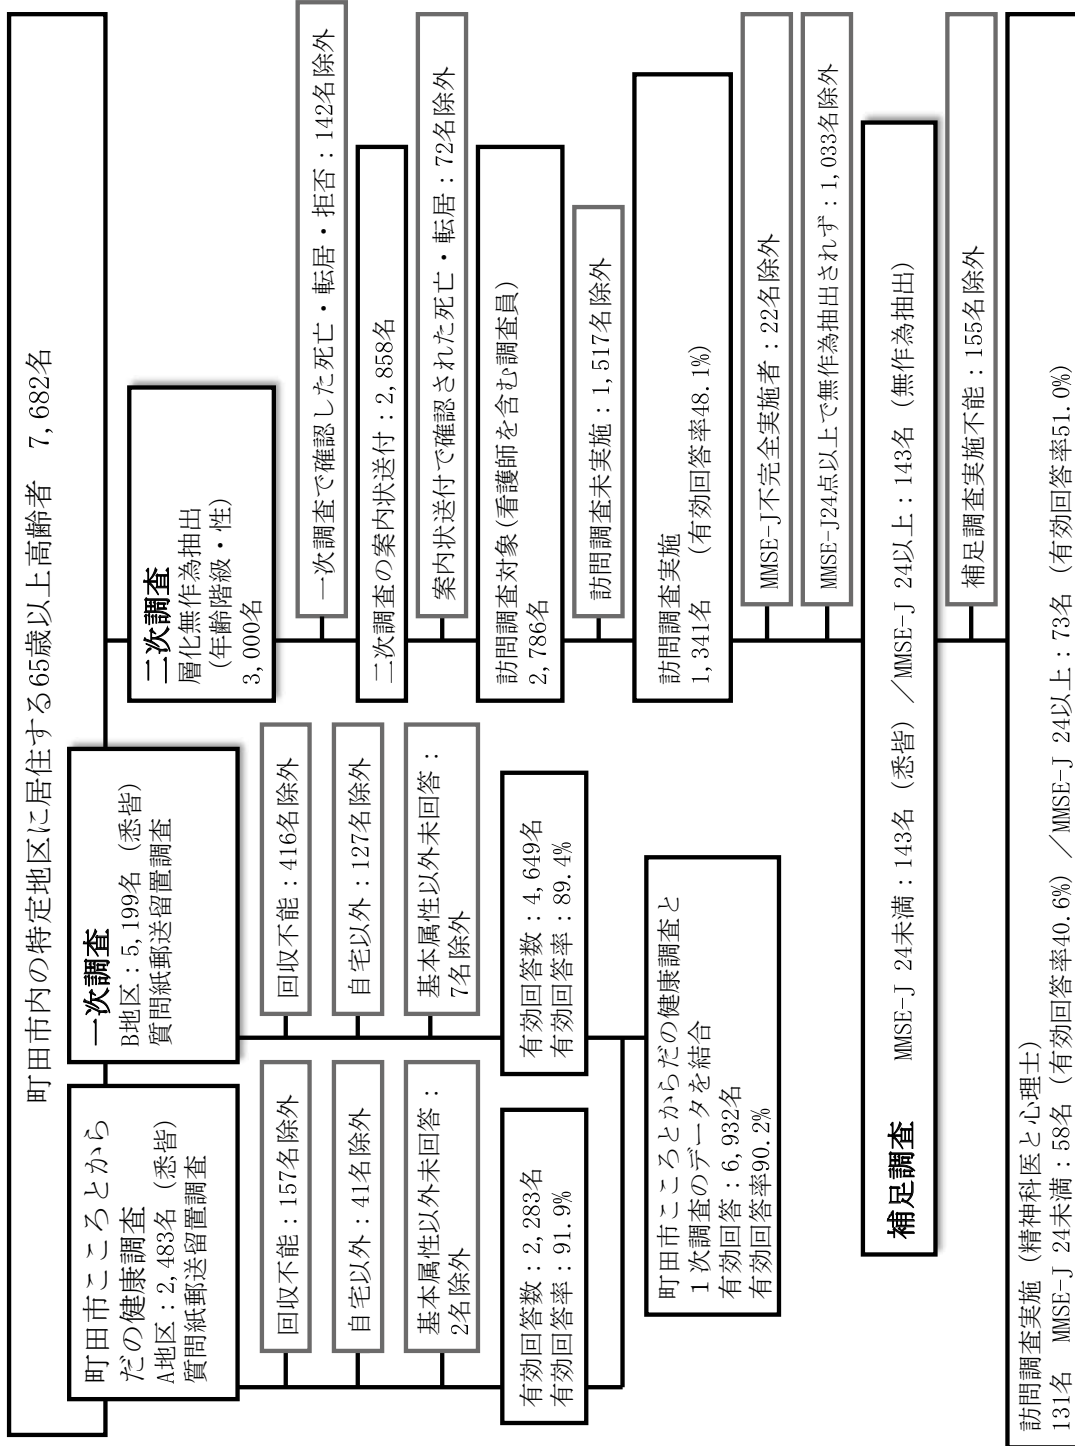 町田市内の特定地区に居住する65歳以上高齢者 7,682名
町田市こころとから
だの健康調査
A地区：2,483名（悉皆）
質問紙郵送留置調査
回収不能：157名除外
自宅以外：41名除外
基本属性以外未回答：
2名除外
有効回答数：2,283名
有効回答率：91.9%
一次調査
B地区：5,199名（悉皆）
質問紙郵送留置調査
回収不能：416名除外
自宅以外：127名除外
基本属性以外未回答：
7名除外
有効回答数：4,649名
有効回答率：89.4%
町田市こころとからだの健康調査と
１次調査のデータを結合
有効回答：6,932名
有効回答率90.2%
二次調査
層化無作為抽出
（年齢階級・性）
3,000名
一次調査で確認した死亡・転居・拒否：142名除外
二次調査の案内状送付：2,858名
案内状送付で確認された死亡・転居：72名除外
訪問調査対象(看護師を含む調査員)
2,786名
訪問調査未実施：1,517名除外
訪問調査実施
1,341名 （有効回答率48.1%）
MMSE-J不完全実施者：22名除外
MMSE-J24点以上で無作為抽出されず：1,033名除外
補足調査 MMSE-J 24未満：143名（悉皆）／MMSE-J 24以上：143名（無作為抽出）
補足調査実施不能：155名除外
訪問調査実施（精神科医と心理士）
131名 MMSE-J 24未満：58名（有効回答率40.6%）／MMSE-J 24以上：73名（有効回答率51.0%）